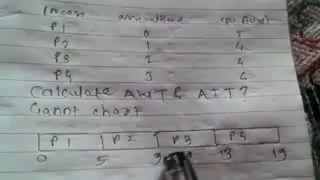 Process arrivaltime CPU Burst
P1 0 5
P2 1 4
P3 2 4
P4 3 6
Calculate AWT & ATT?
Gannt chart
P1 P2 P3 P4
0 5 9 13 19